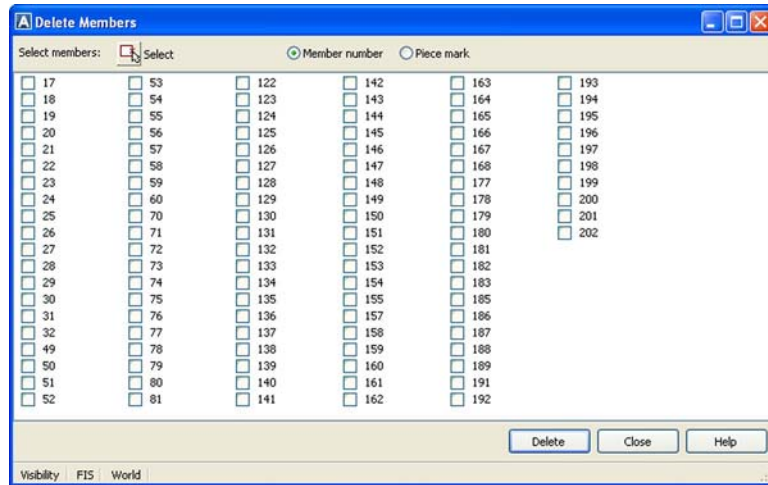 A Delete Members
Select members: Select Member number Piece mark
17 53 122 142 163 193
18 54 123 143 164 194
19 55 124 144 165 195
20 56 125 145 166 196
21 57 126 146 167 197
22 58 127 147 168 198
23 59 128 148 177 199
24 60 129 149 178 200
25 70 130 150 179 201
26 71 131 151 180 202
27 72 132 152 181
28 73 133 153 182
29 74 134 154 183
30 75 135 155 185
31 76 136 157 186
32 77 137 158 187
49 78 138 159 188
50 79 139 160 189
51 80 140 161 191
52 81 141 162 192
Delete Close Help
Visibility FIS World